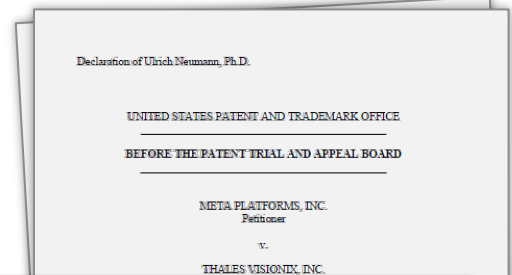 Declaration of Ulrich Neumann, Ph.D.
UNITED STATES PATENT AND TRADEMARK OFFICE
BEFORE THE PATENT TRIAL AND APPEAL BOARD
META PLATFORMS, INC.
Petitioner
v.
THALES VISIONIX, INC.